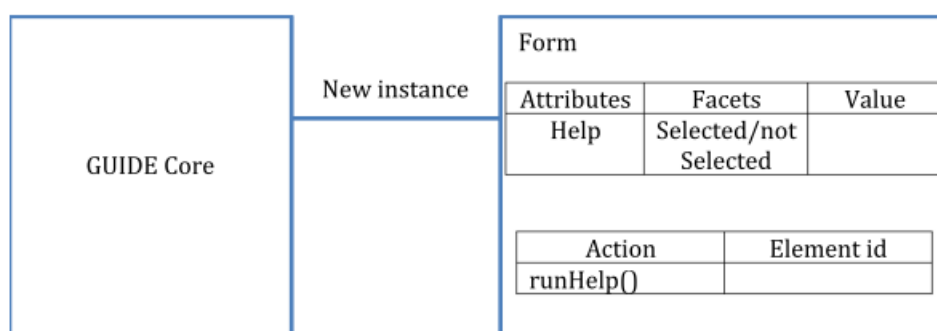 Form
New instance
Attributes Facets Value
Help Selected/not
Selected
GUIDE Core
Action Element id
runHelp()